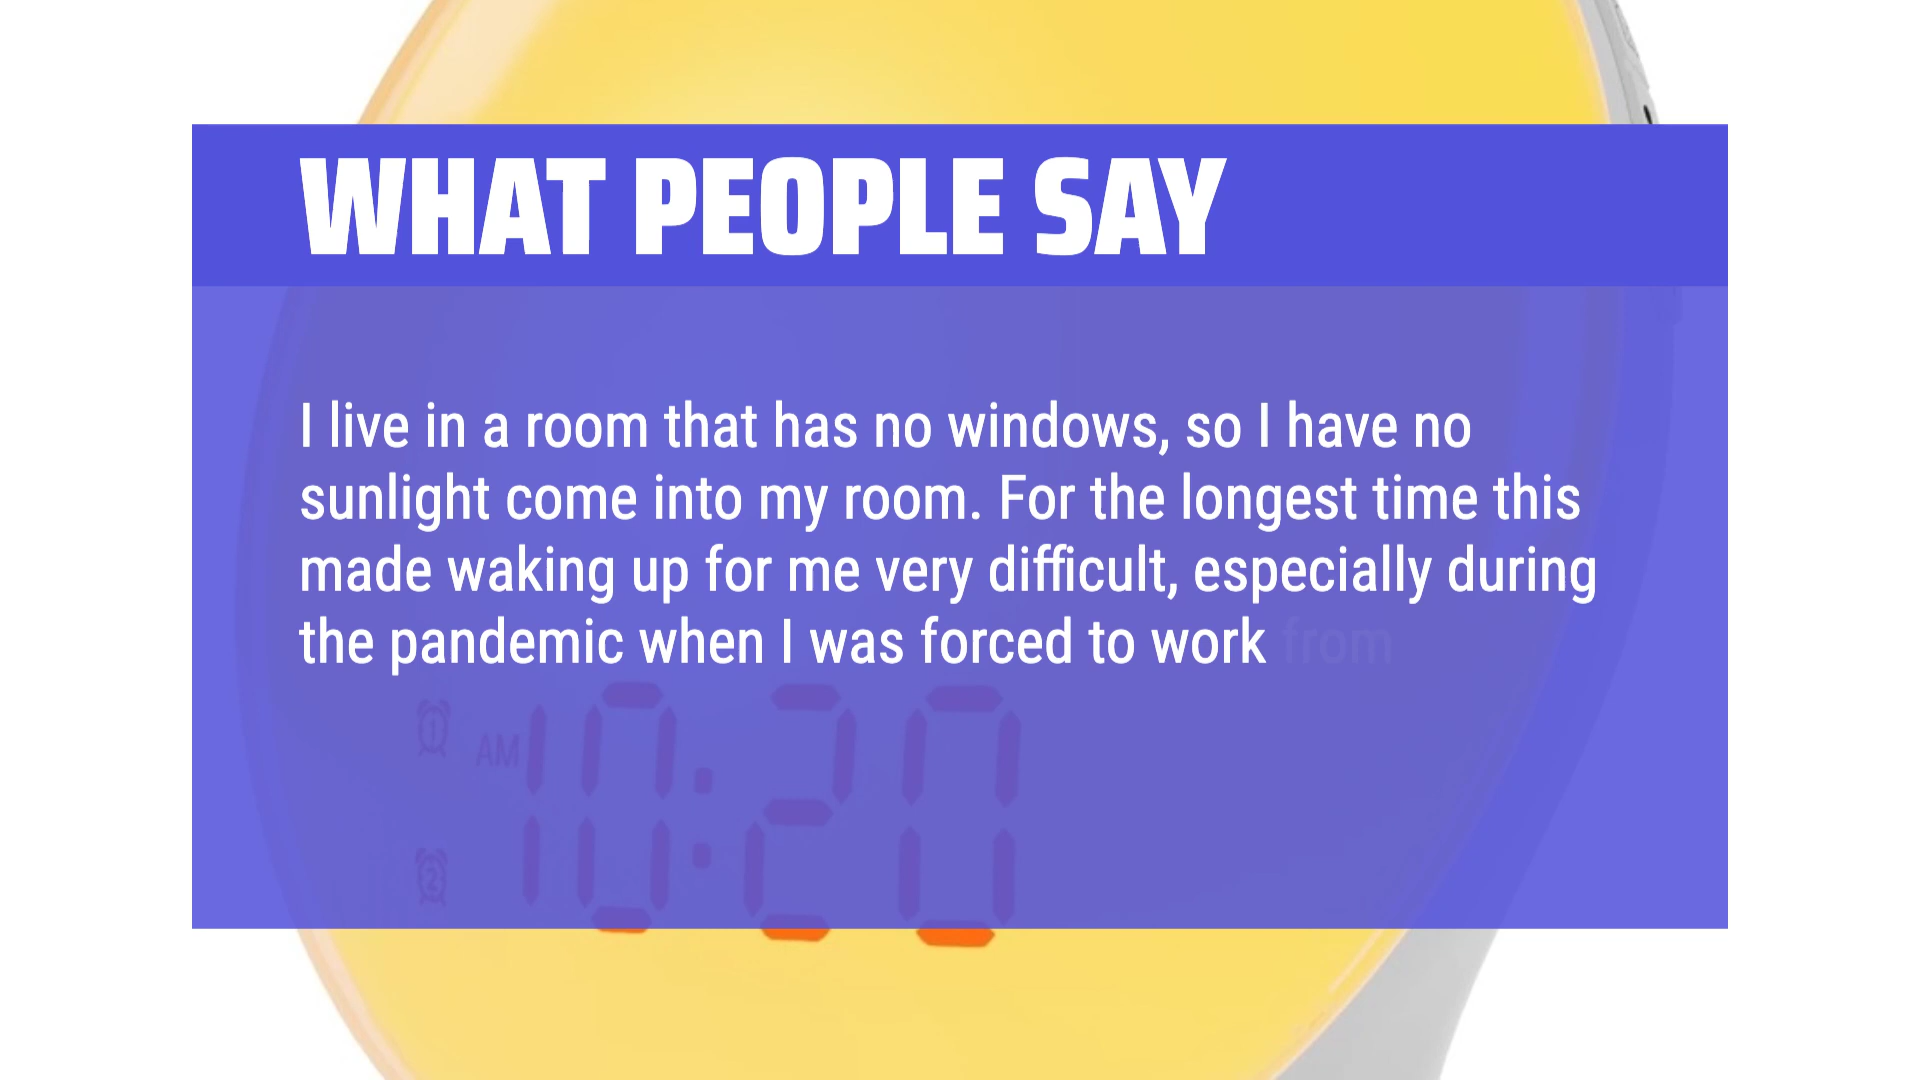 WHAT PEOPLE SAY
I live in a room that has no windows, so I have no
sunlight come into my room. For the longest time this
made waking up for me very difficult, especially during
the pandemic when I was forced to work from
1
AM 10:20
2